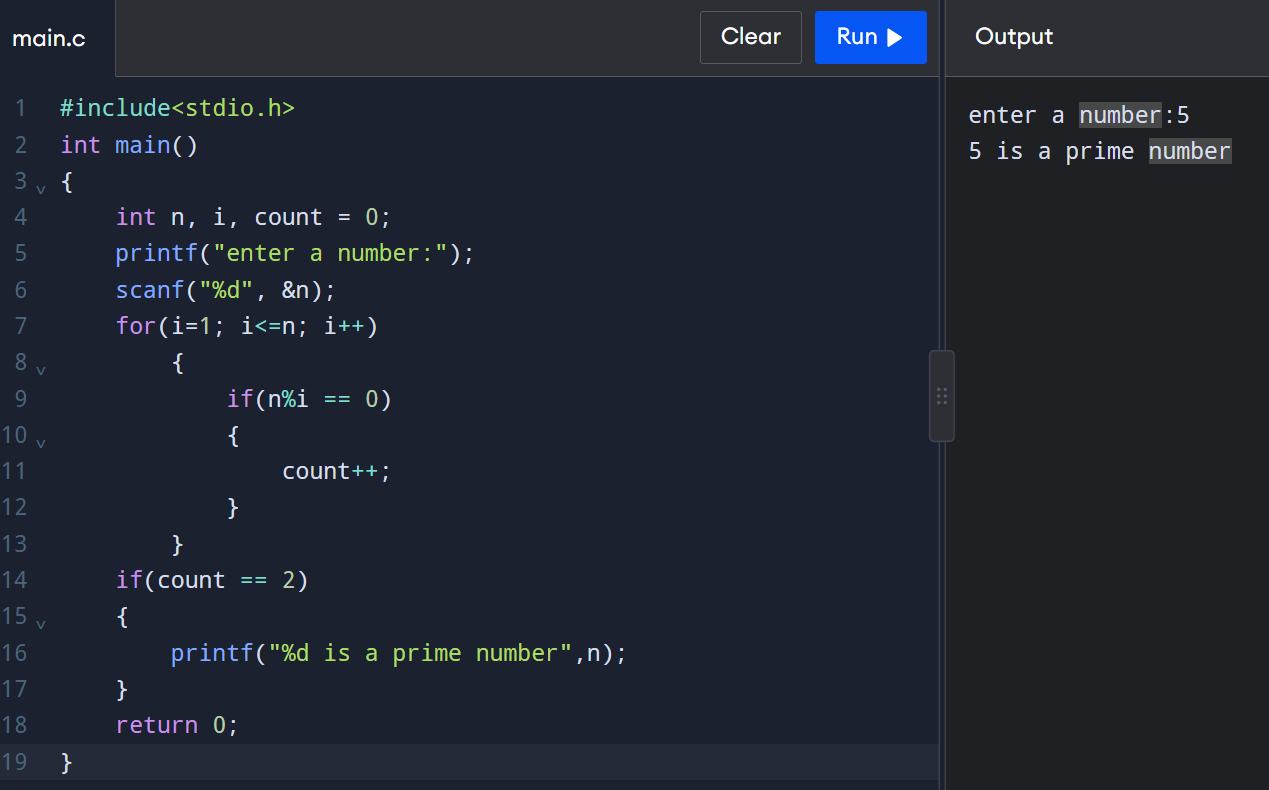 main.c
Clear
Run
Output
1 #include<stdio.h>
2 int main()
3 {
4     int n, i, count = 0;
5     printf("enter a number:");
6     scanf("%d", &n);
7     for(i=1; i<=n; i++)
8         {
9             if(n%i == 0)
10             {
11                 count++;
12             }
13         }
14     if(count == 2)
15     {
16         printf("%d is a prime number",n);
17     }
18     return 0;
19 }
enter a number:5
5 is a prime number